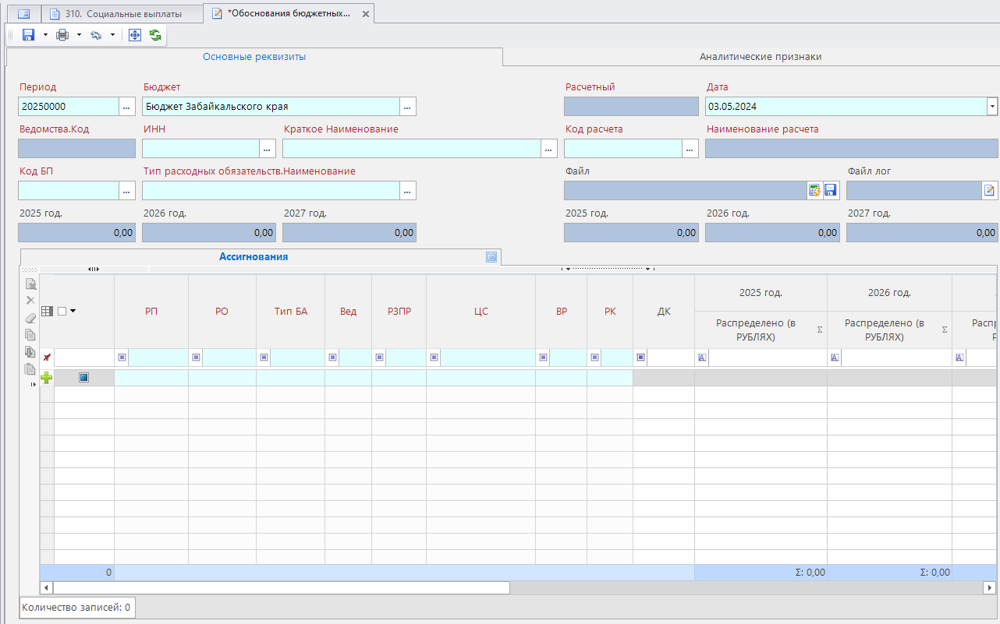 310. Социальные выплаты
*Обоснования бюджетных...
Основные реквизиты
Аналитические признаки
Период
Бюджет
Расчетный
Дата
20250000
...
Бюджет Забайкальского края
...
03.05.2024
Ведомства.Код
ИНН
Краткое Наименование
Код расчета
Наименование расчета
...
...
...
Код БП
Тип расходных обязательств.Наименование
Файл
Файл лог
...
...
2025 год.
2026 год.
2027 год.
2025 год.
2026 год.
2027 год.
0,00
0,00
0,00
0,00
0,00
0,00
Ассигнования
РП
РО
Тип БА
Вед
РЗПР
ЦС
ВР
РК
ДК
2025 год.
2026 год.
Распределено (в
РУБЛЯХ)
Σ
Распределено (в
РУБЛЯХ)
Σ
0
Σ: 0,00
Σ: 0,00
Количество записей: 0